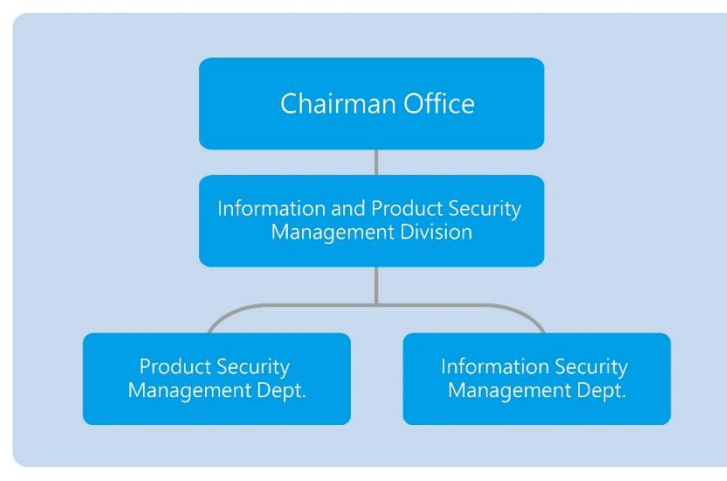 Chairman Office
Information and Product Security
Management Division
Product Security
Management Dept.
Information Security
Management Dept.